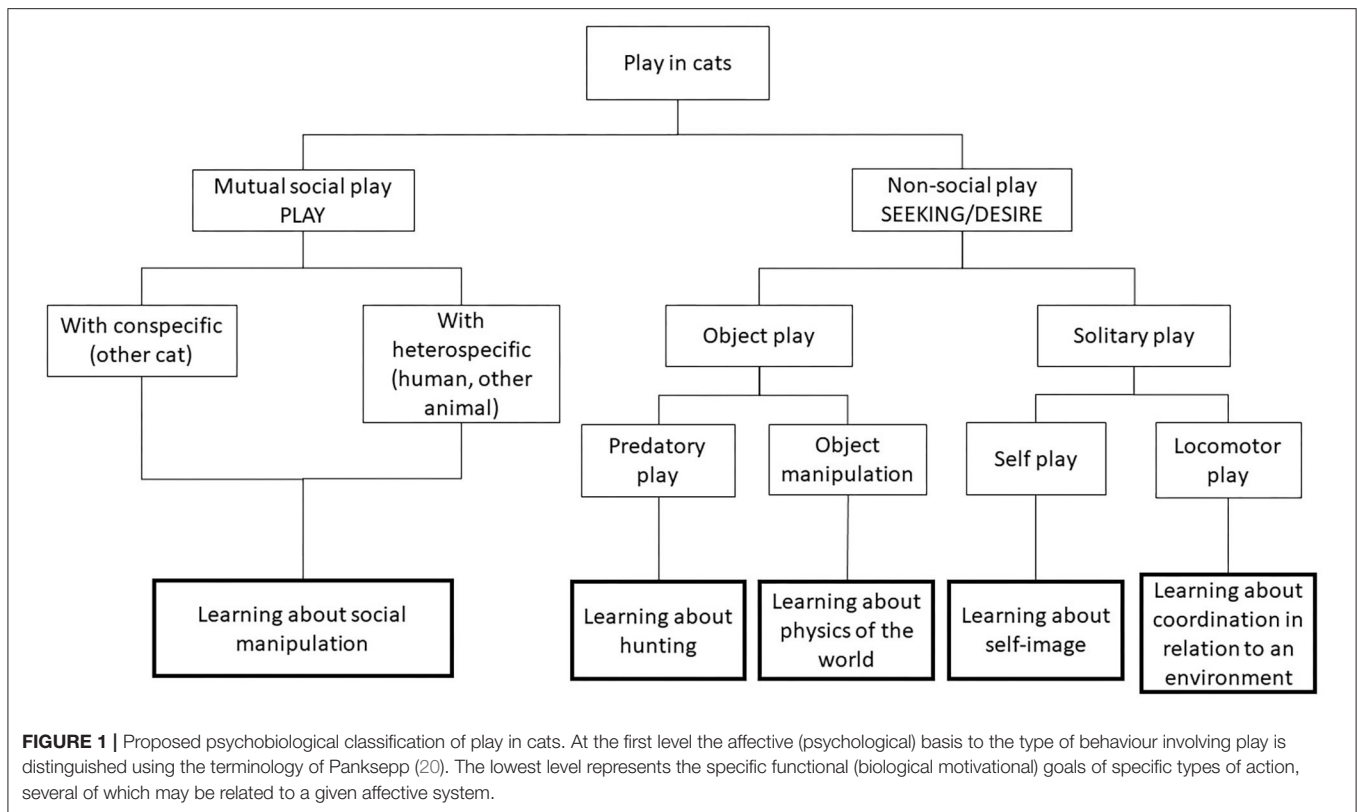 Play in cats
Mutual social play
PLAY
Non-social play
SEEKING/DESIRE
With conspecific
(other cat)
With
heterospecific
(human, other
animal)
Object play
Solitary play
Predatory
play
Object
manipulation
Self play
Locomotor
play
Learning about social
manipulation
Learning about
hunting
Learning about
physics of the
world
Learning about
self-image
Learning about
coordination in
relation to an
environment
FIGURE 1 | Proposed psychobiological classification of play in cats. At the first level the affective (psychological) basis to the type of behaviour involving play is
distinguished using the terminology of Panksepp (20). The lowest level represents the specific functional (biological motivational) goals of specific types of action,
several of which may be related to a given affective system.